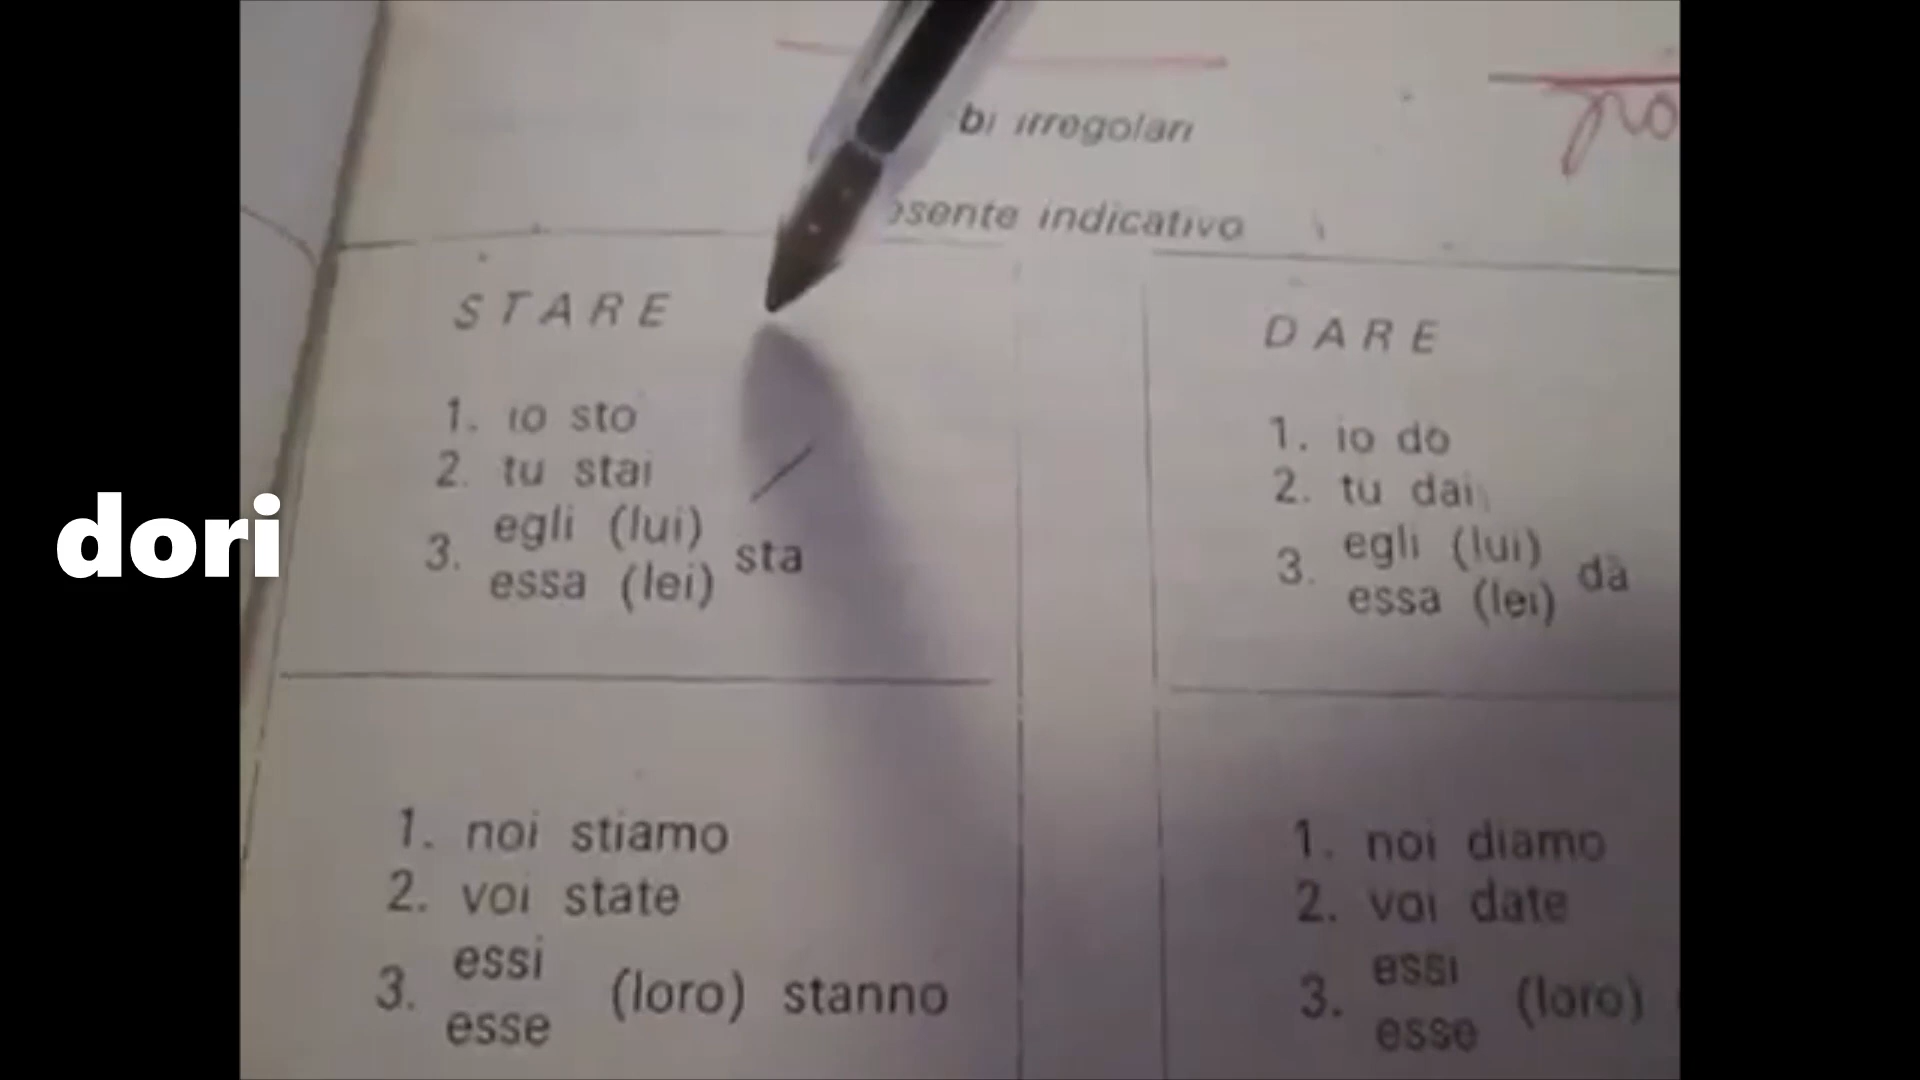 bi irregolari
esente indicativo
STARE
1. io sto
2. tu stai
3. egli (lui)
essa (lei) sta
1. noi stiamo
2. voi state
3. essi
esse (loro) stanno
DARE
1. io dò
2. tu dai
3. egli (lui)
essa (lei) dà
1. noi diamo
2. voi date
3. essi
esse (loro)
dori